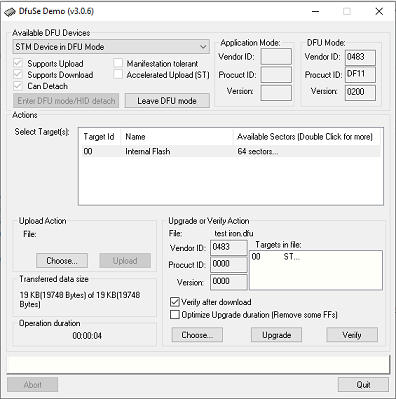 DfuSe Demo (v3.0.6)
Available DFU Devices
STM Device in DFU Mode
Supports Upload
Manifestation tolerant
Supports Download
Accelerated Upload (ST)
Can Detach
Enter DFU mode/HID detach
Leave DFU mode
Application Mode:
Vendor ID:
Procuct ID:
Version:
DFU Mode:
Vendor ID: 0483
Procuct ID: DF11
Version: 0200
Actions
Select Target(s):
Target Id Name Available Sectors (Double Click for more)
00 Internal Flash 64 sectors...
Upload Action
File:
Choose...
Upload
Transferred data size
19 KB(19748 Bytes) of 19 KB(19748
Bytes)
Operation duration
00:00:04
Upgrade or Verify Action
File: test iron.dfu
Vendor ID: 0483
Procuct ID: 0000
Version: 0000
Targets in file:
00 ST...
Verify after download
Optimize Upgrade duration (Remove some FFs)
Choose...
Upgrade
Verify
Abort
Quit